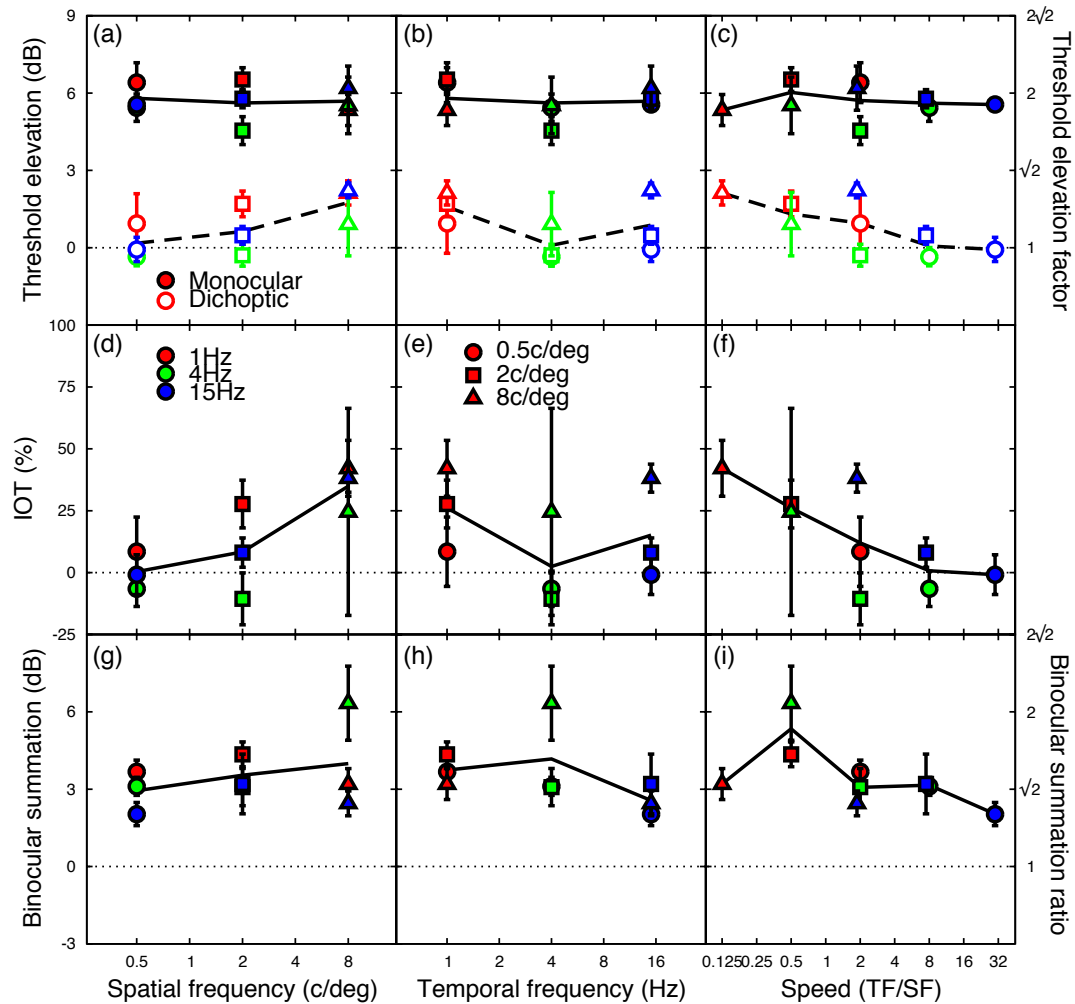 9
6
3
0
Threshold elevation (dB)
(a)
Monocular
Dichoptic
(b)
(c)
2√2
2
√2
1
Threshold elevation factor
100
75
50
25
0
-25
IOT (%)
(d)
1Hz
4Hz
15Hz
(e)
0.5c/deg
2c/deg
8c/deg
(f)
6
3
0
-3
Binocular summation (dB)
(g)
(h)
(i)
2√2
2
√2
1
Binocular summation ratio
0.5 1 2 4 8
1 2 4 8 16
0.125 0.25 0.5 1 2 4 8 16 32
Spatial frequency (c/deg)
Temporal frequency (Hz)
Speed (TF/SF)